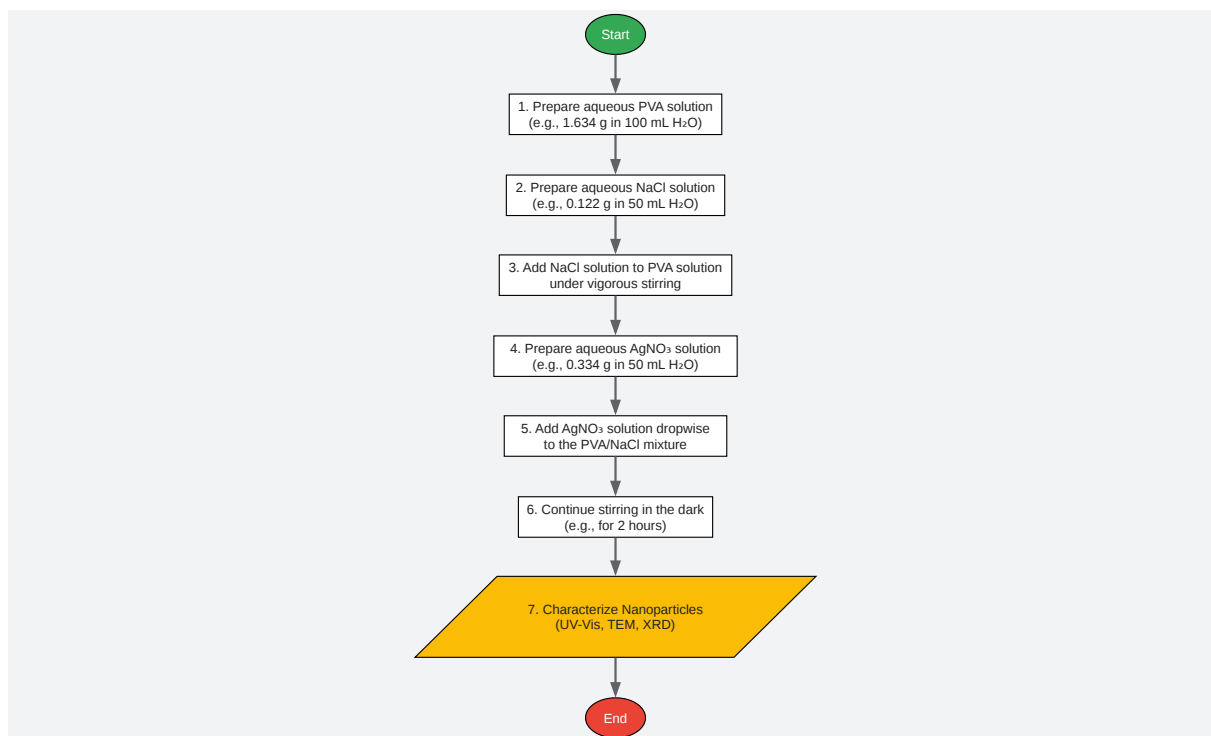 Start
1. Prepare aqueous PVA solution
(e.g., 1.634 g in 100 mL H₂O)
2. Prepare aqueous NaCl solution
(e.g., 0.122 g in 50 mL H₂O)
3. Add NaCl solution to PVA solution
under vigorous stirring
4. Prepare aqueous AgNO₃ solution
(e.g., 0.334 g in 50 mL H₂O)
5. Add AgNO₃ solution dropwise
to the PVA/NaCl mixture
6. Continue stirring in the dark
(e.g., for 2 hours)
7. Characterize Nanoparticles
(UV-Vis, TEM, XRD)
End